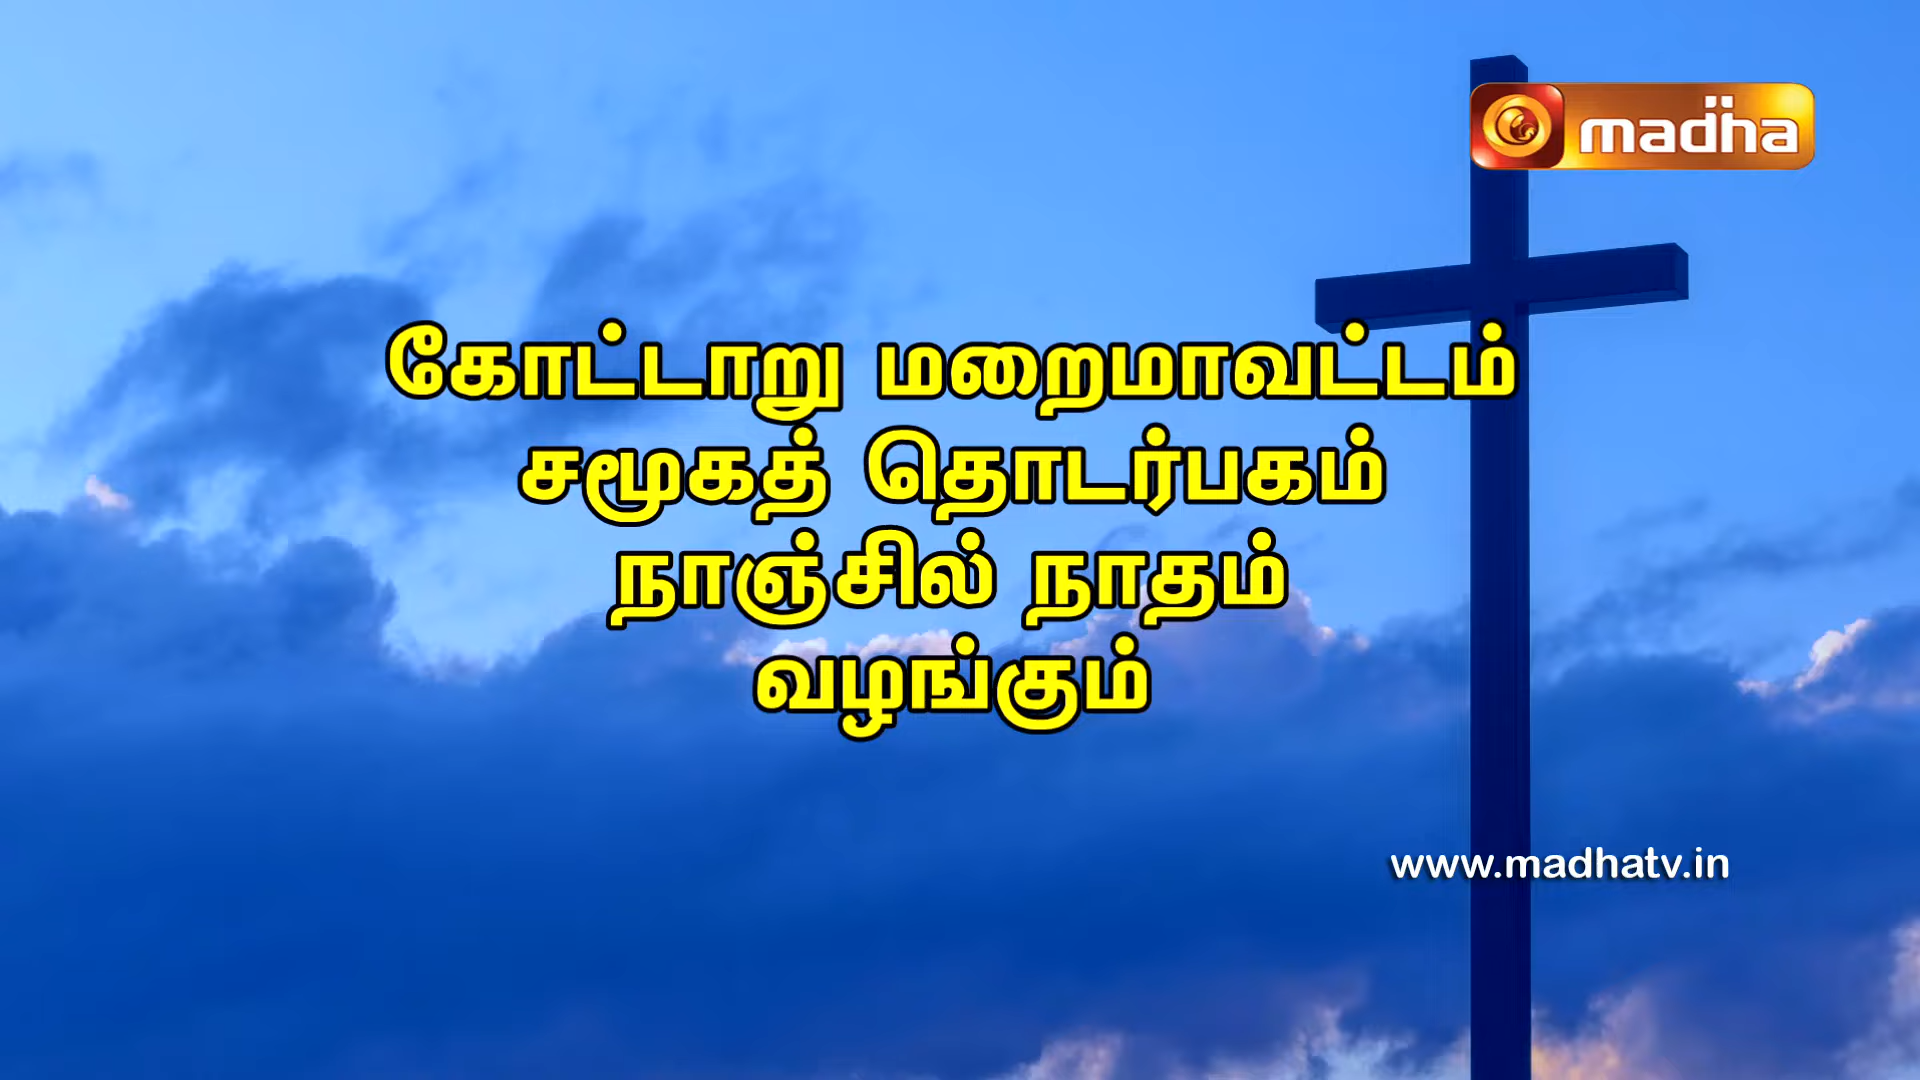 madha
கோட்டாறு மறைமாவட்டம்
சமூகத் தொடர்பகம்
நாஞ்சில் நாதம்
வழங்கும்
www.madhatv.in